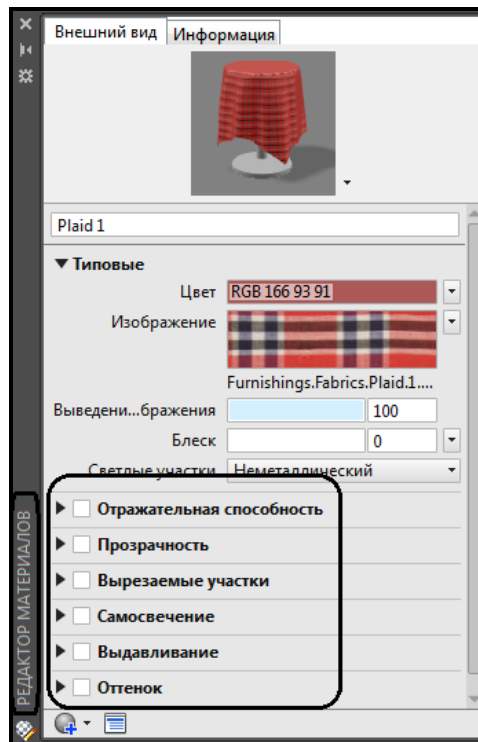 Внешний вид Информация
Plaid 1
Типовые
Цвет RGB 166 93 91
Изображение
Furnishings.Fabrics.Plaid.1....
Выведени...бражения 100
Блеск 0
Светлые участки Неметаллический
Отражательная способность
Прозрачность
Вырезаемые участки
Самосвечение
Выдавливание
Оттенок
РЕДАКТОР МАТЕРИАЛОВ